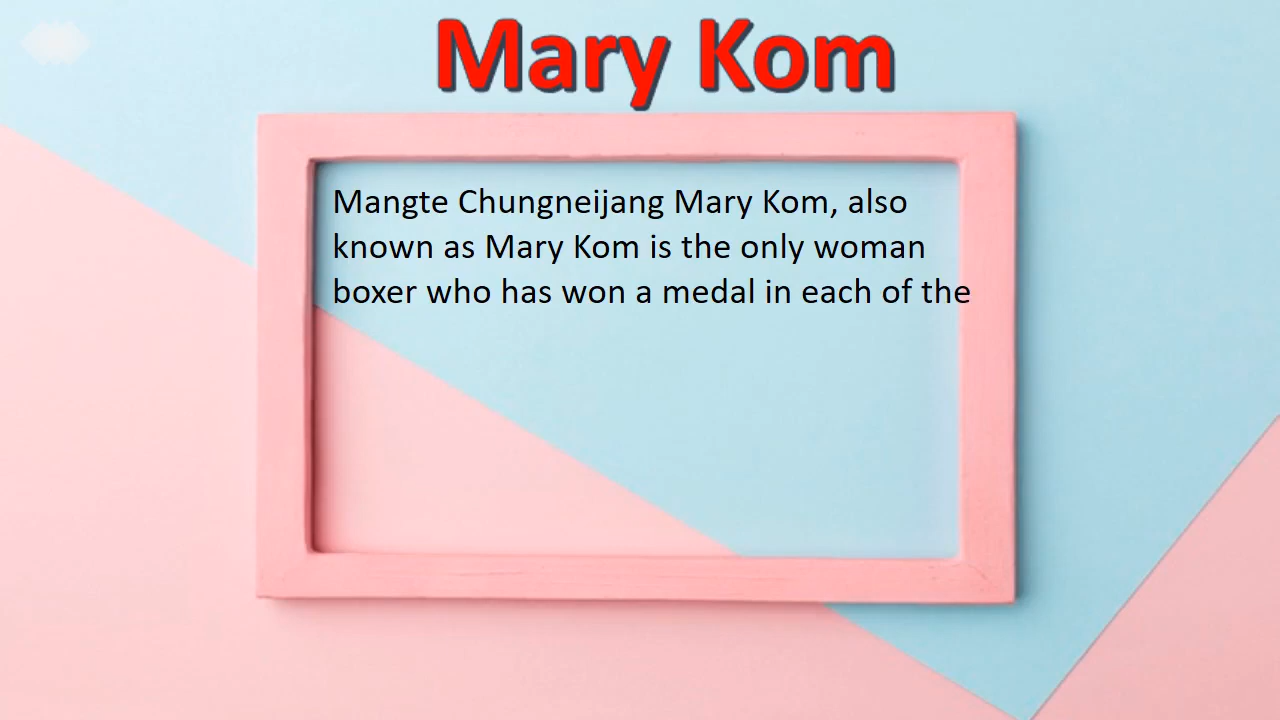 Mary Kom
Mangte Chungneijang Mary Kom, also
known as Mary Kom is the only woman
boxer who has won a medal in each of the